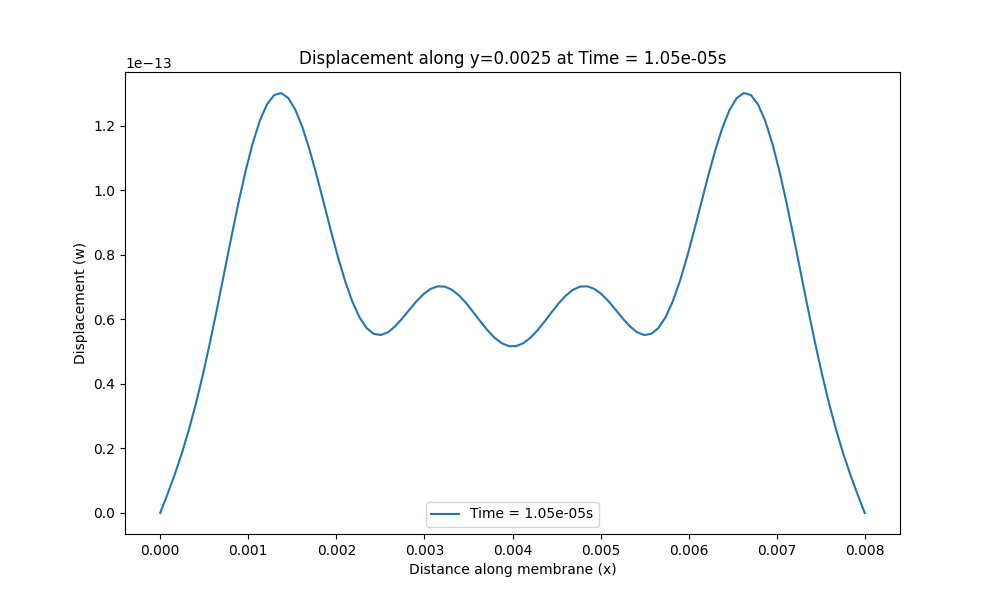 Displacement along y=0.0025 at Time = 1.05e-05s
1e−13
1.2
1.0
0.8
0.6
0.4
0.2
0.0
Displacement (w)
Time = 1.05e-05s
0.000 0.001 0.002 0.003 0.004 0.005 0.006 0.007 0.008
Distance along membrane (x)